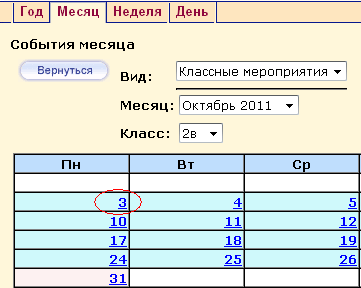 Год Месяц Неделя День
События месяца
Вернуться Вид: Классные мероприятия
Месяц: Октябрь 2011
Класс: 2в
Пн Вт Ср
3 4 5
10 11 12
17 18 19
24 25 26
31